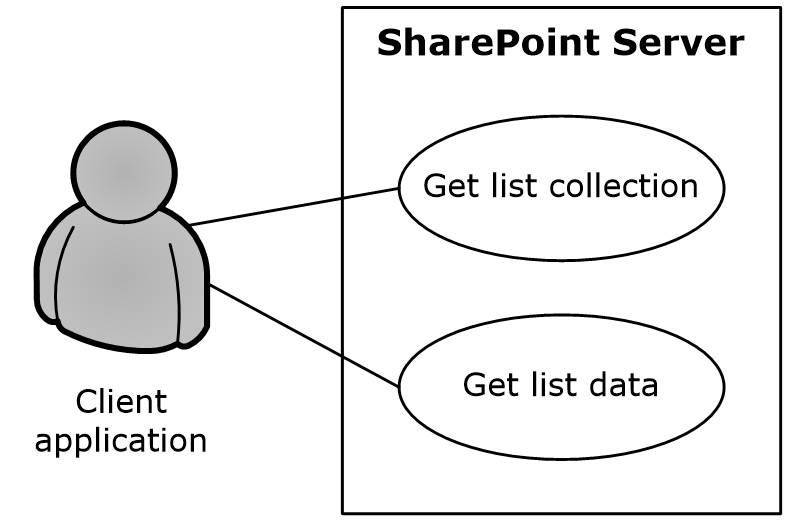 SharePoint Server
Get list collection
Get list data
Client
application